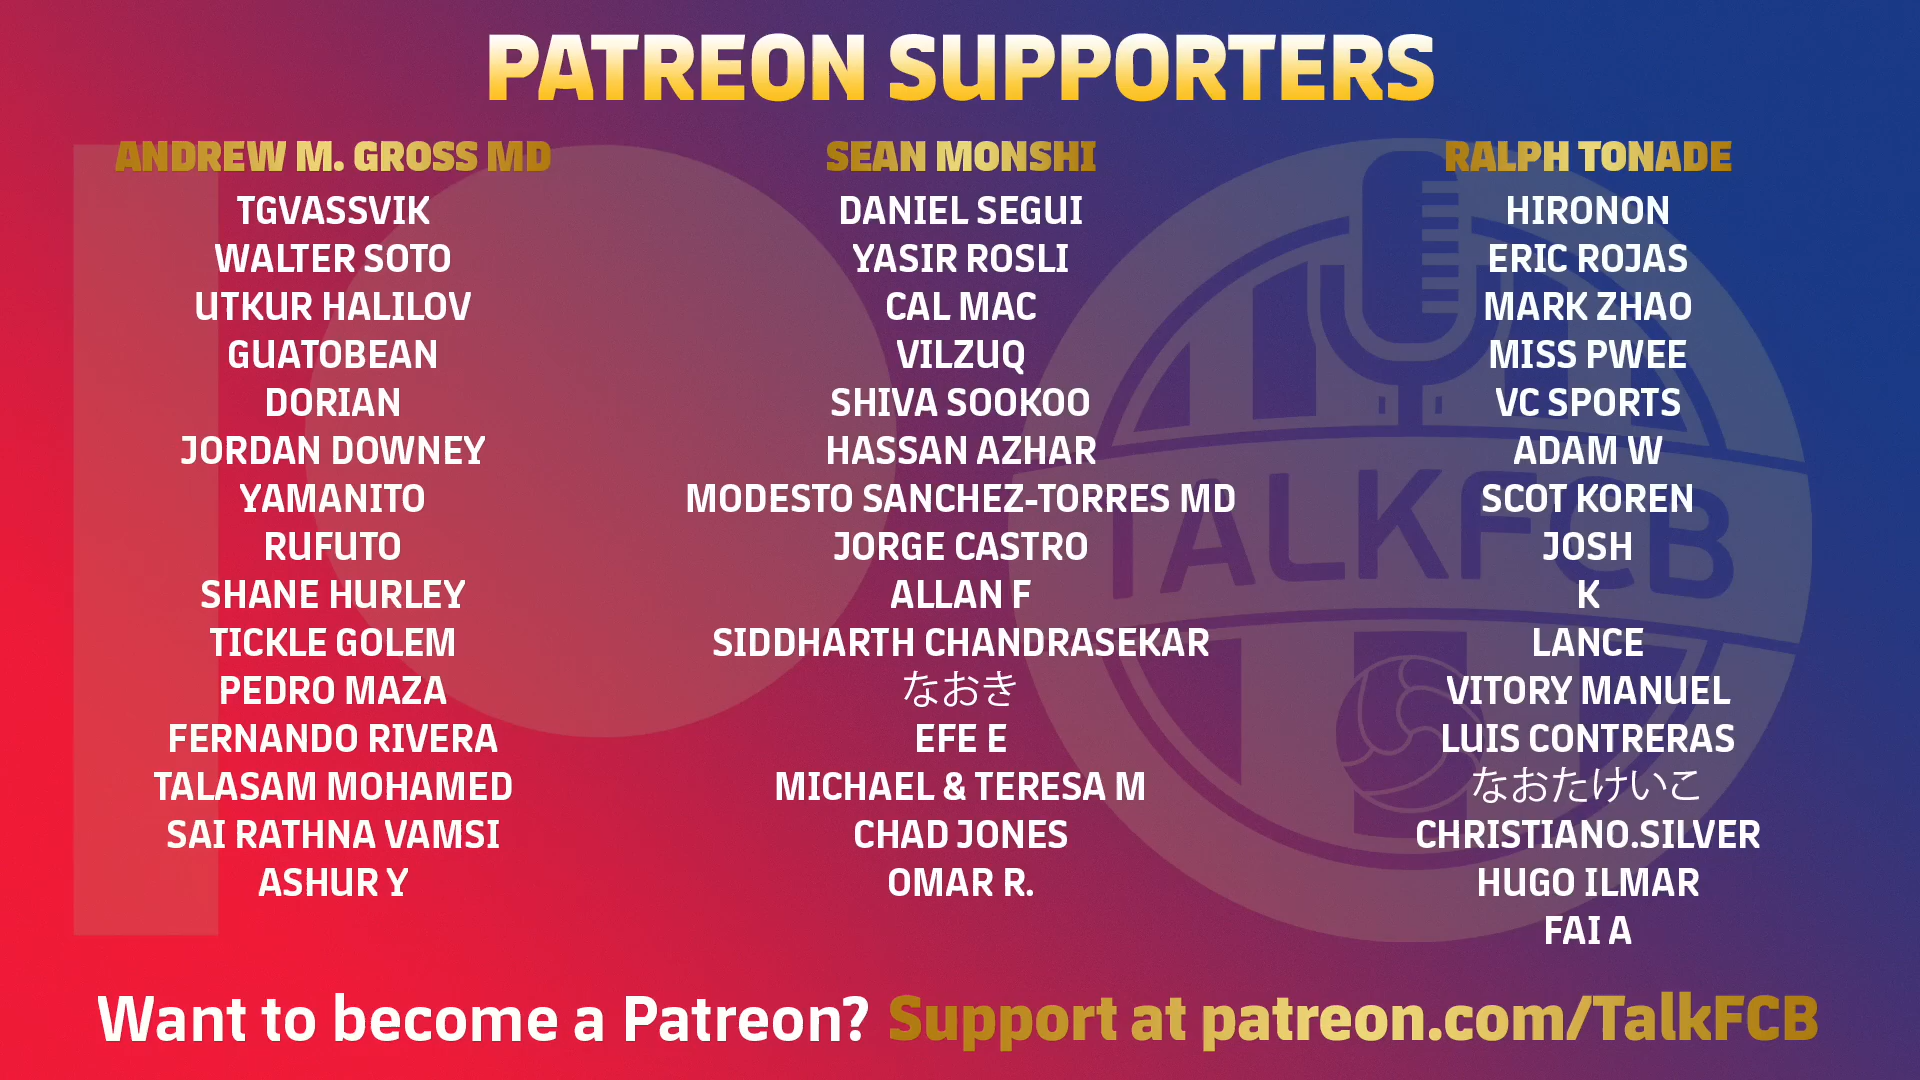 PATREON SUPPORTERS
ANDREW M. GROSS MD
TGVASSVIK
WALTER SOTO
UTKUR HALILOV
GUATOBEAN
DORIAN
JORDAN DOWNEY
YAMANITO
RUFUTO
SHANE HURLEY
TICKLE GOLEM
PEDRO MAZA
FERNANDO RIVERA
TALASAM MOHAMED
SAI RATHNA VAMSI
ASHUR Y
SEAN MONSHI
DANIEL SEGUI
YASIR ROSLI
CAL MAC
VILZUQ
SHIVA SOOKOO
HASSAN AZHAR
MODESTO SANCHEZ-TORRES MD
JORGE CASTRO
ALLAN F
SIDDHARTH CHANDRASEKAR
なおき
EFE E
MICHAEL & TERESA M
CHAD JONES
OMAR R.
RALPH TONADE
HIRONON
ERIC ROJAS
MARK ZHAO
MISS PWEE
VC SPORTS
ADAM W
SCOT KOREN
JOSH
K
LANCE
VITORY MANUEL
LUIS CONTRERAS
なおたけいこ
CHRISTIANO.SILVER
HUGO ILMAR
FAI A
TALKFCB
Want to become a Patreon? Support at patreon.com/TalkFCB